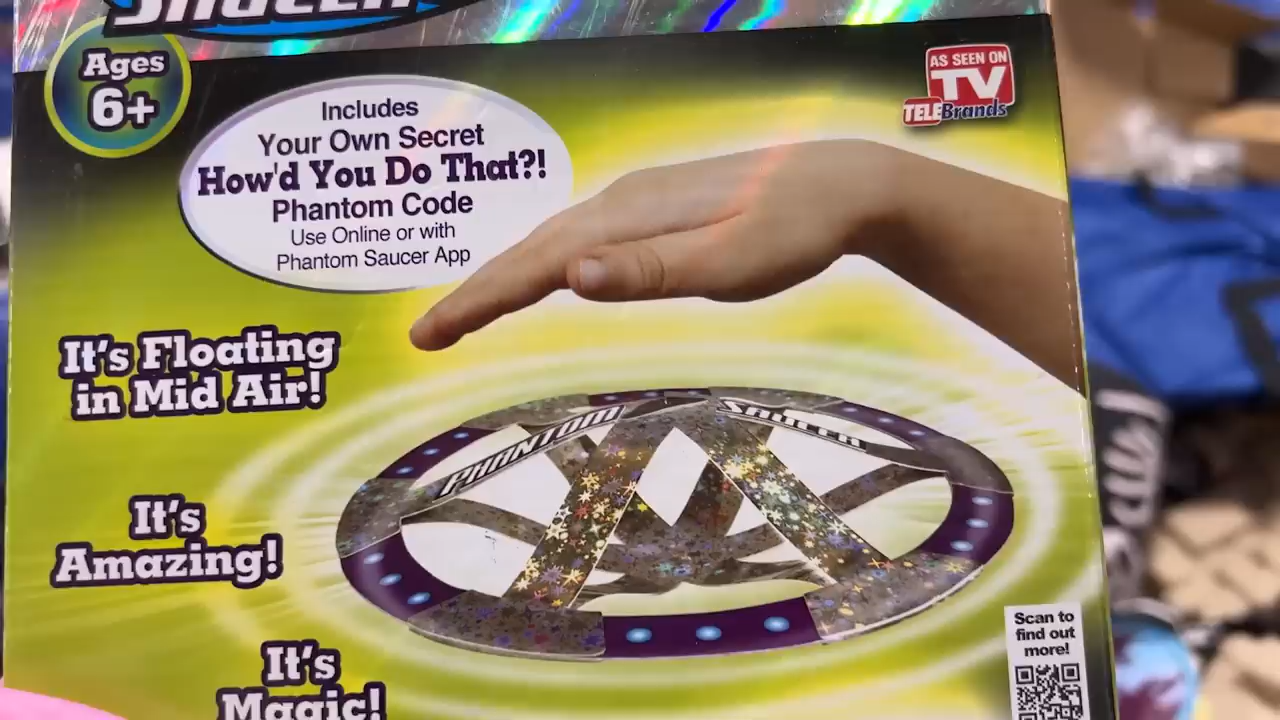 SAUCER
Ages
6+
Includes
Your Own Secret
How'd You Do That?!
Phantom Code
Use Online or with
Phantom Saucer App
AS SEEN ON
TV
TELEBrands
It's Floating
in Mid Air!
PHANTOM
SAUCER
It's
Amazing!
It's
Magic!
Scan to
find out
more!